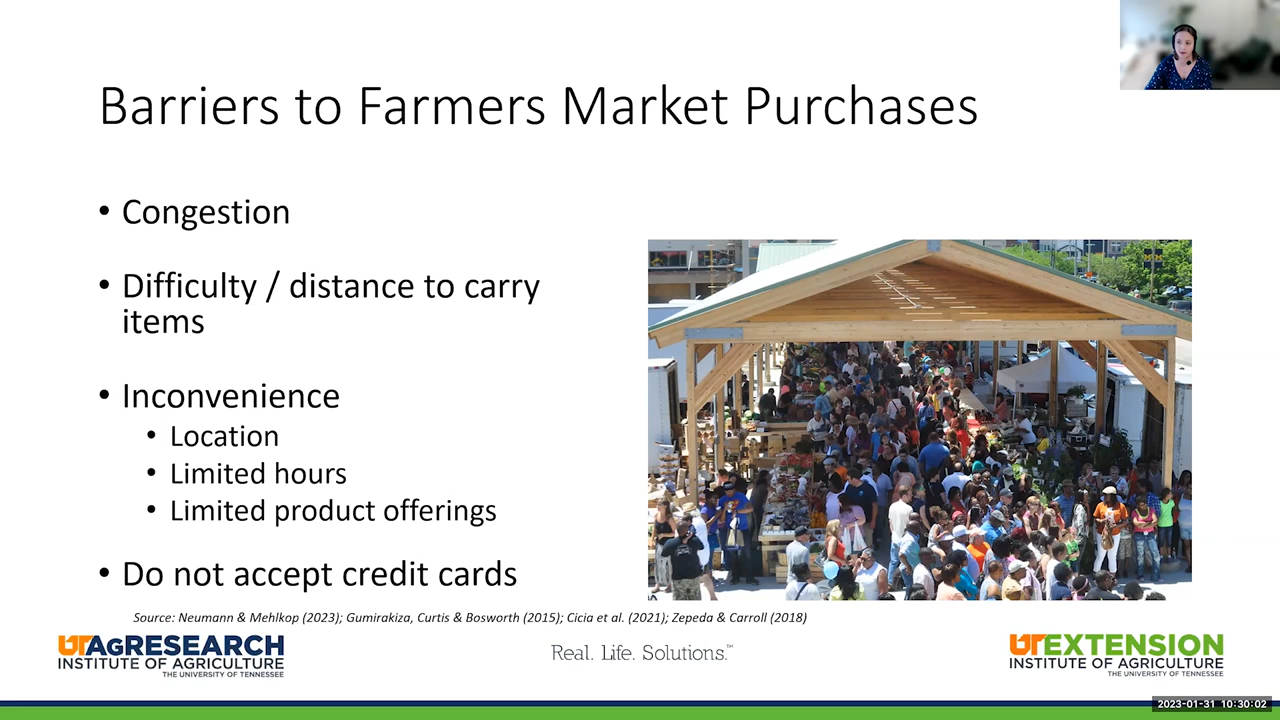 Barriers to Farmers Market Purchases
• Congestion
• Difficulty / distance to carry
items
• Inconvenience
• Location
• Limited hours
• Limited product offerings
• Do not accept credit cards
Source: Neumann & Mehlkop (2023); Gumirakiza, Curtis & Bosworth (2015); Cicia et al. (2021); Zepeda & Carroll (2018)
UTAGRESEARCH
INSTITUTE OF AGRICULTURE
THE UNIVERSITY OF TENNESSEE
Real. Life. Solutions.™
UTEXTENSION
INSTITUTE OF AGRICULTURE
THE UNIVERSITY OF TENNESSEE
2023-01-31 10:30:02